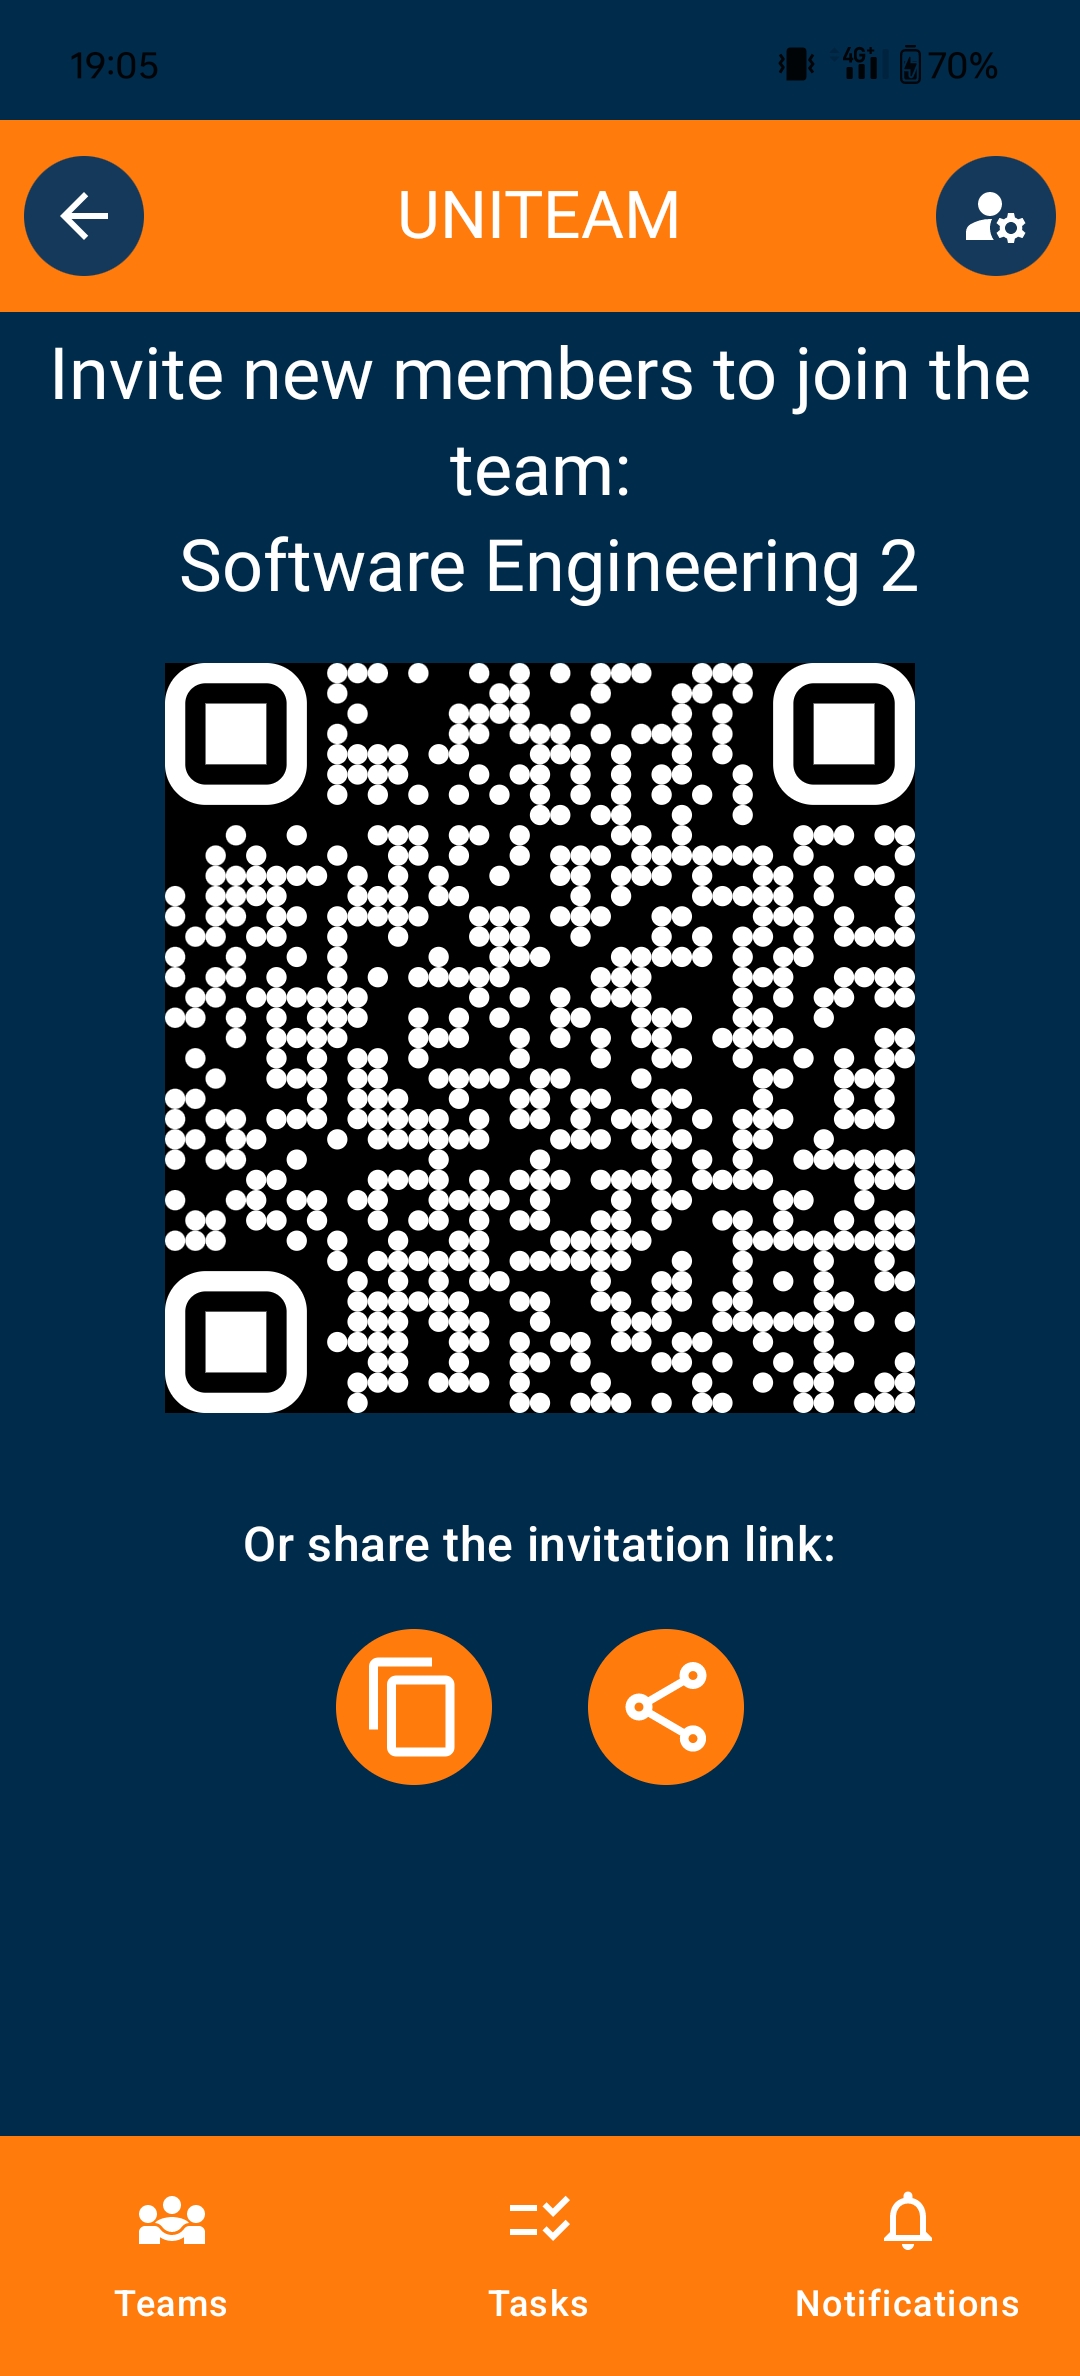 19:05
4G+ 70%
UNITEAM
Invite new members to join the
team:
Software Engineering 2
Or share the invitation link:
Teams
Tasks
Notifications